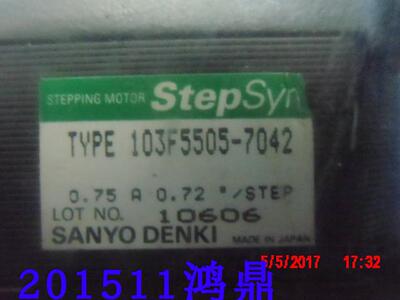 STEPPING MOTOR StepSyn
TYPE 103F5505-7042
0.75 A 0.72 °/STEP
LOT NO. 10606
SANYO DENKI MADE IN JAPAN
5/5/2017 17:32
201511鸿鼎